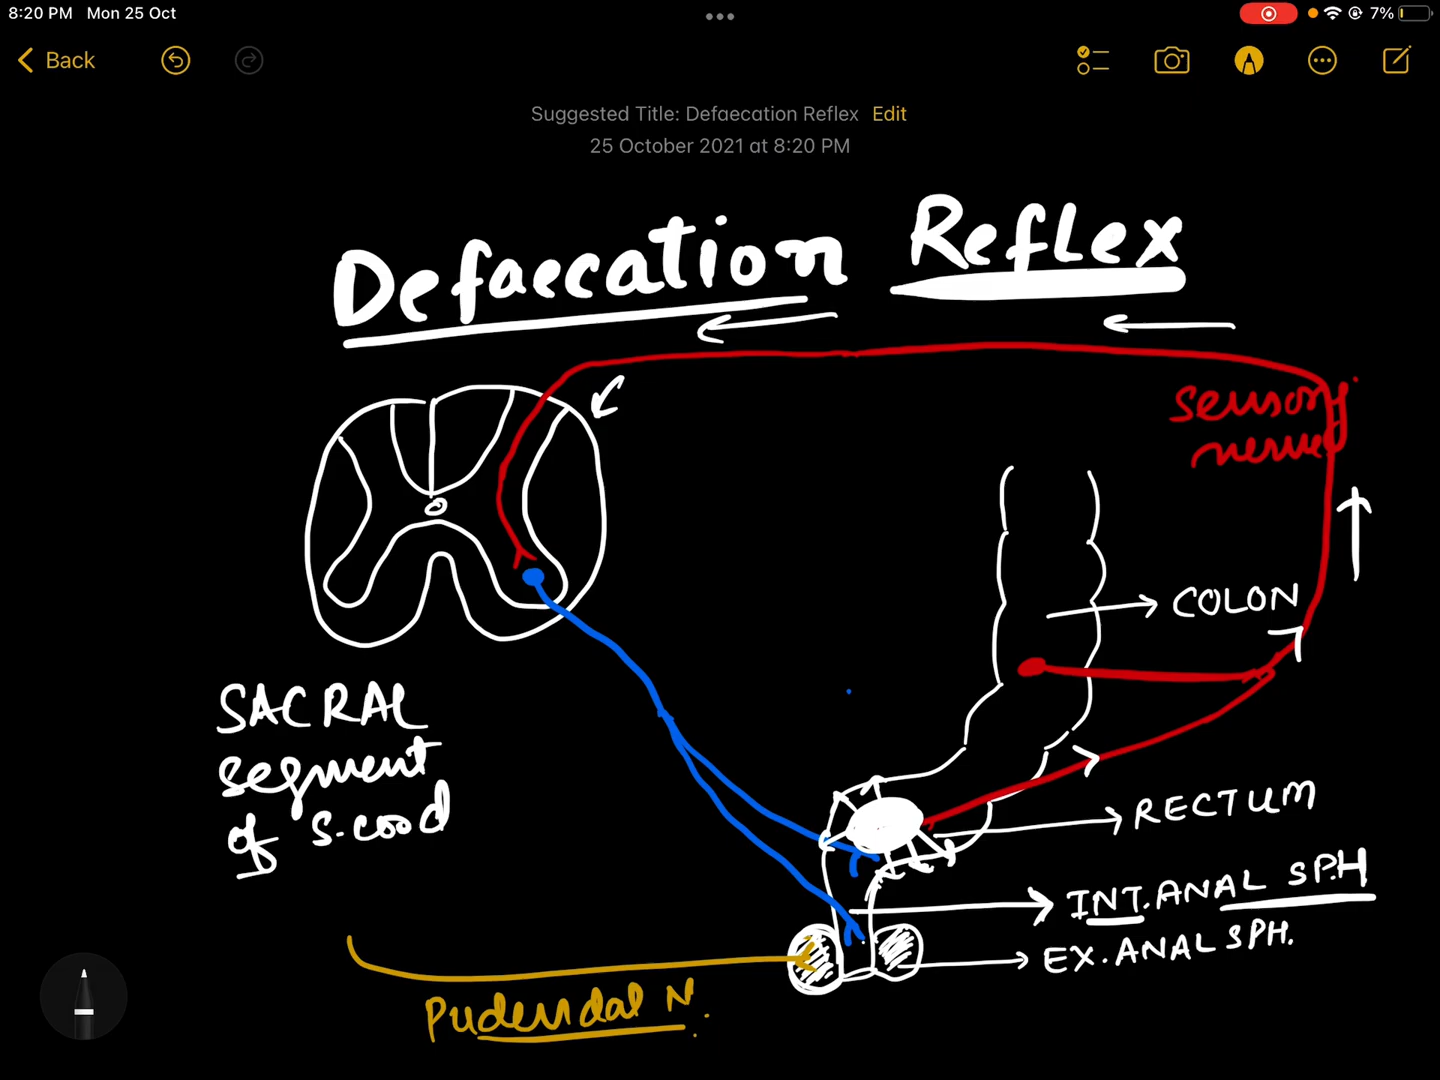 8:20 PM Mon 25 Oct
7%
Back
Suggested Title: Defaecation Reflex Edit
25 October 2021 at 8:20 PM
Defaecation Reflex
Sensory
nerve
COLON
SACRAL
Segment
of S.cord
RECTUM
INT.ANAL SPH
EX.ANAL SPH.
Pudendal N.